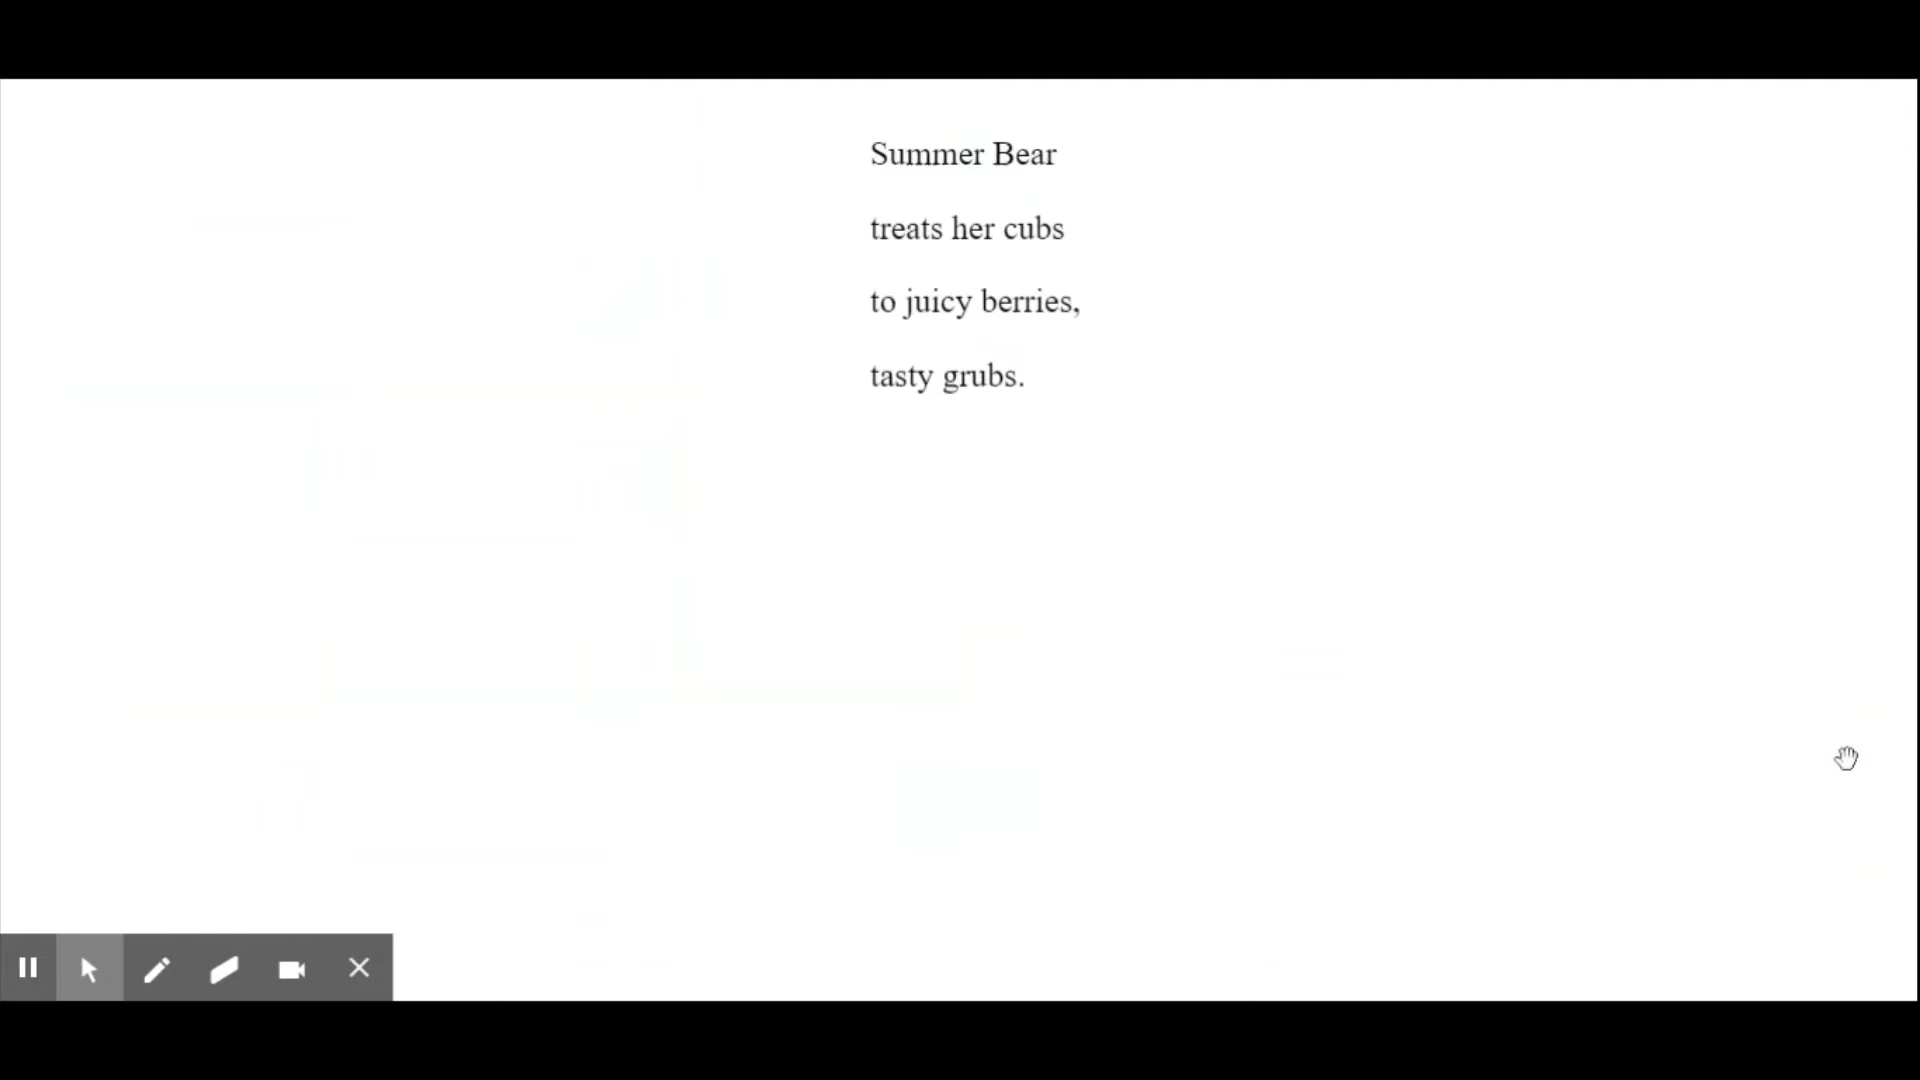 Summer Bear
treats her cubs
to juicy berries,
tasty grubs.